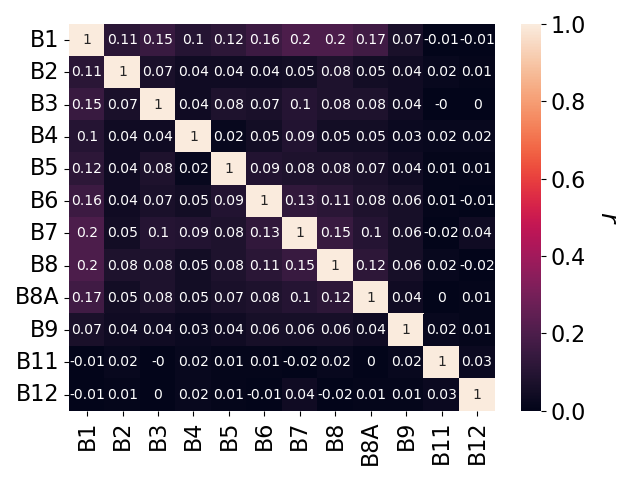 B1 1 0.11 0.15 0.1 0.12 0.16 0.2 0.2 0.17 0.07 -0.01 -0.01
B2 0.11 1 0.07 0.04 0.04 0.04 0.05 0.08 0.05 0.04 0.02 0.01
B3 0.15 0.07 1 0.04 0.08 0.07 0.1 0.08 0.08 0.04 -0 0
B4 0.1 0.04 0.04 1 0.02 0.05 0.09 0.05 0.05 0.03 0.02 0.02
B5 0.12 0.04 0.08 0.02 1 0.09 0.08 0.08 0.07 0.04 0.01 0.01
B6 0.16 0.04 0.07 0.05 0.09 1 0.13 0.11 0.08 0.06 0.01 -0.01
B7 0.2 0.05 0.1 0.09 0.08 0.13 1 0.15 0.1 0.06 -0.02 0.04
B8 0.2 0.08 0.08 0.05 0.08 0.11 0.15 1 0.12 0.06 0.02 -0.02
B8A 0.17 0.05 0.08 0.05 0.07 0.08 0.1 0.12 1 0.04 0 0.01
B9 0.07 0.04 0.04 0.03 0.04 0.06 0.06 0.06 0.04 1 0.02 0.01
B11 -0.01 0.02 -0 0.02 0.01 0.01 -0.02 0.02 0 0.02 1 0.03
B12 -0.01 0.01 0 0.02 0.01 -0.01 0.04 -0.02 0.01 0.01 0.03 1
B1 B2 B3 B4 B5 B6 B7 B8 B8A B9 B11 B12
1.0
0.8
0.6
0.4
0.2
0.0
r